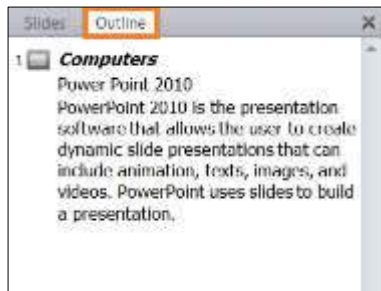 Slides Outline
1 Computers
Power Point 2010
PowerPoint 2010 is the presentation
software that allows the user to create
dynamic slide presentations that can
include animation, texts, images, and
videos. PowerPoint uses slides to build
a presentation.